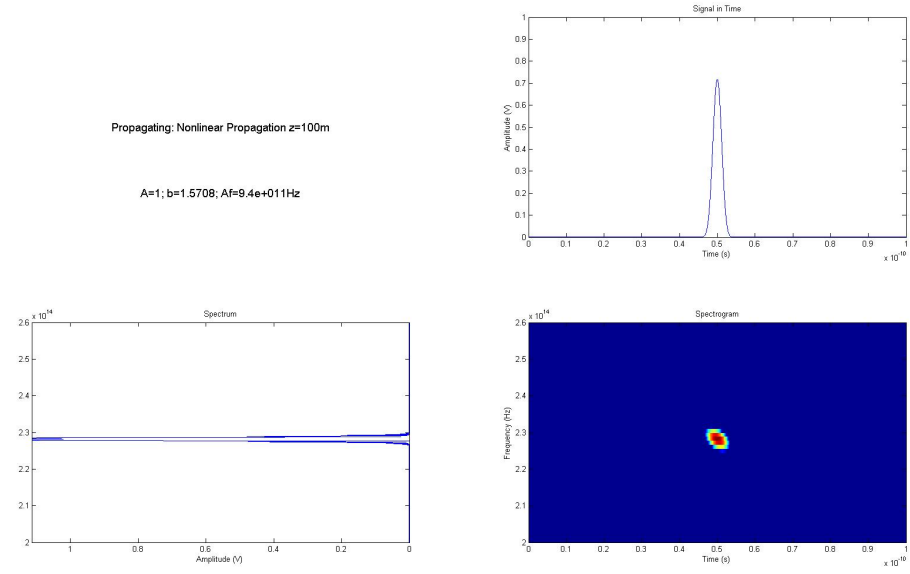 Signal in Time
1
0.9
0.8
0.7
0.6
0.5
0.4
0.3
0.2
0.1
0
Amplitude (V)
0 0.1 0.2 0.3 0.4 0.5 0.6 0.7 0.8 0.9 1
Time (s)
x 10^-10
Propagating: Nonlinear Propagation z=100m
A=1; b=1.5708; Af=9.4e+011Hz
Spectrum
x 10^14
2.6
2.5
2.4
2.3
2.2
2.1
2
1 0.8 0.6 0.4 0.2 0
Amplitude (V)
Spectrogram
x 10^14
2.6
2.5
2.4
2.3
2.2
2.1
2
Frequency (Hz)
0 0.1 0.2 0.3 0.4 0.5 0.6 0.7 0.8 0.9 1
Time (s)
x 10^-10